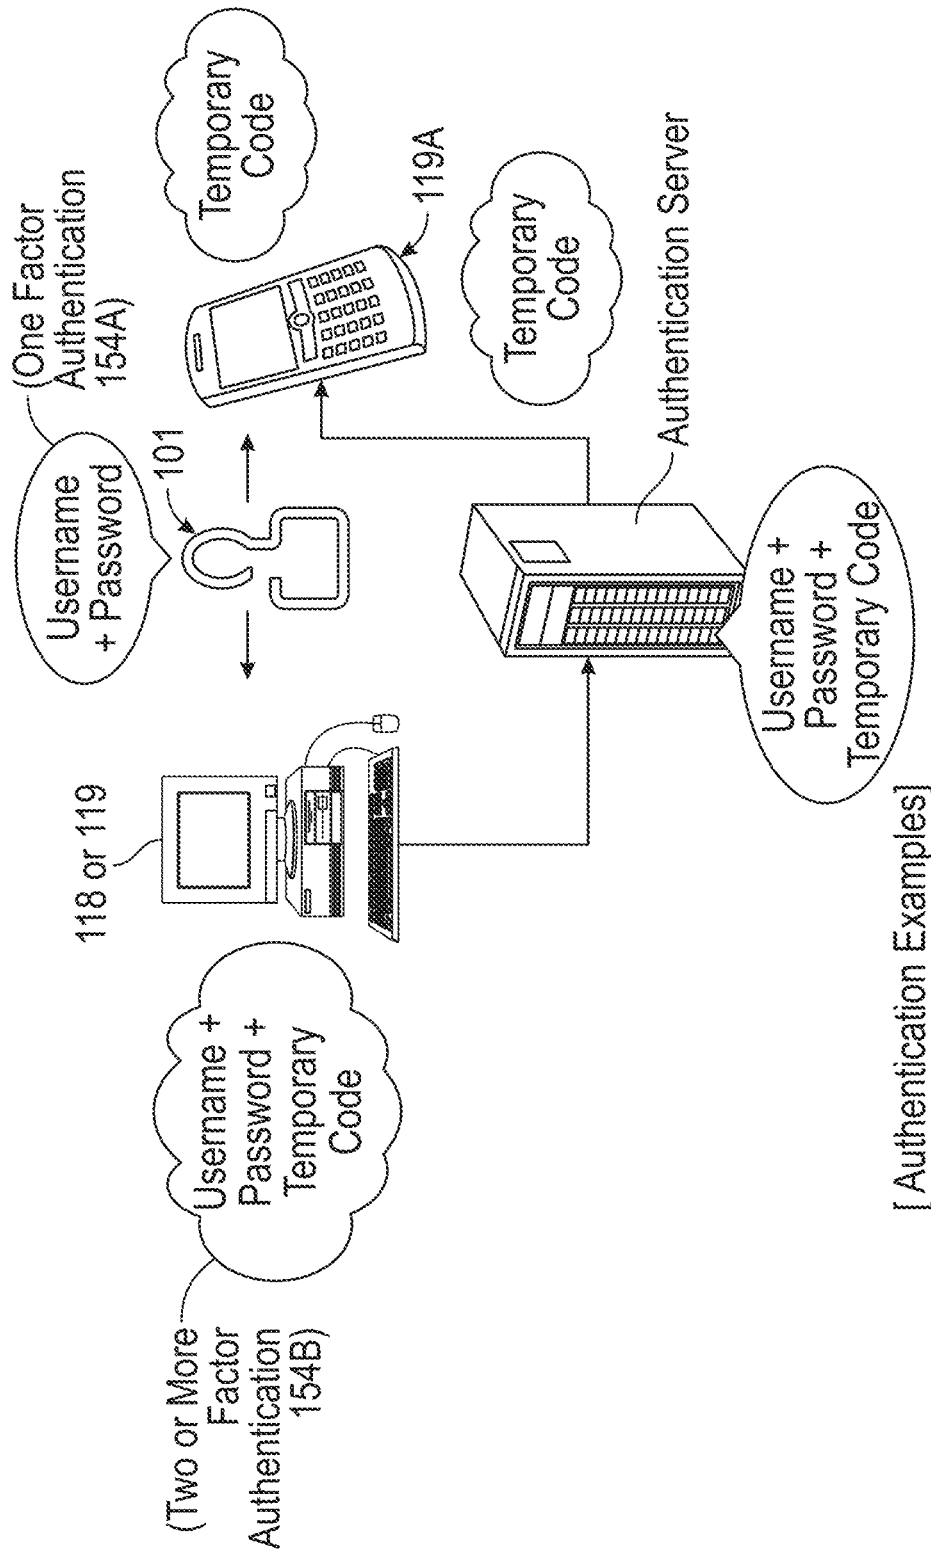 (One Factor
Authentication
154A)
Username
+ Password
101
Temporary
Code
119A
118 or 119
Username +
Password +
Temporary
Code
(Two or More
Factor
Authentication
154B)
Temporary
Code
Authentication Server
Username +
Password +
Temporary Code
[ Authentication Examples]